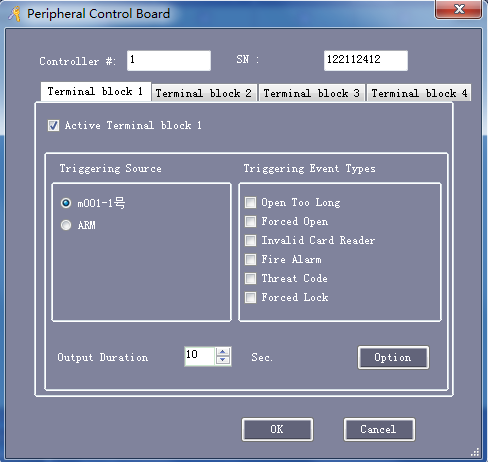 Peripheral Control Board
Controller #: 1 SN : 122112412
Terminal block 1 Terminal block 2 Terminal block 3 Terminal block 4
Active Terminal block 1
Triggering Source
m001-1号
ARM
Triggering Event Types
Open Too Long
Forced Open
Invalid Card Reader
Fire Alarm
Threat Code
Forced Lock
Output Duration 10 Sec. Option
OK Cancel